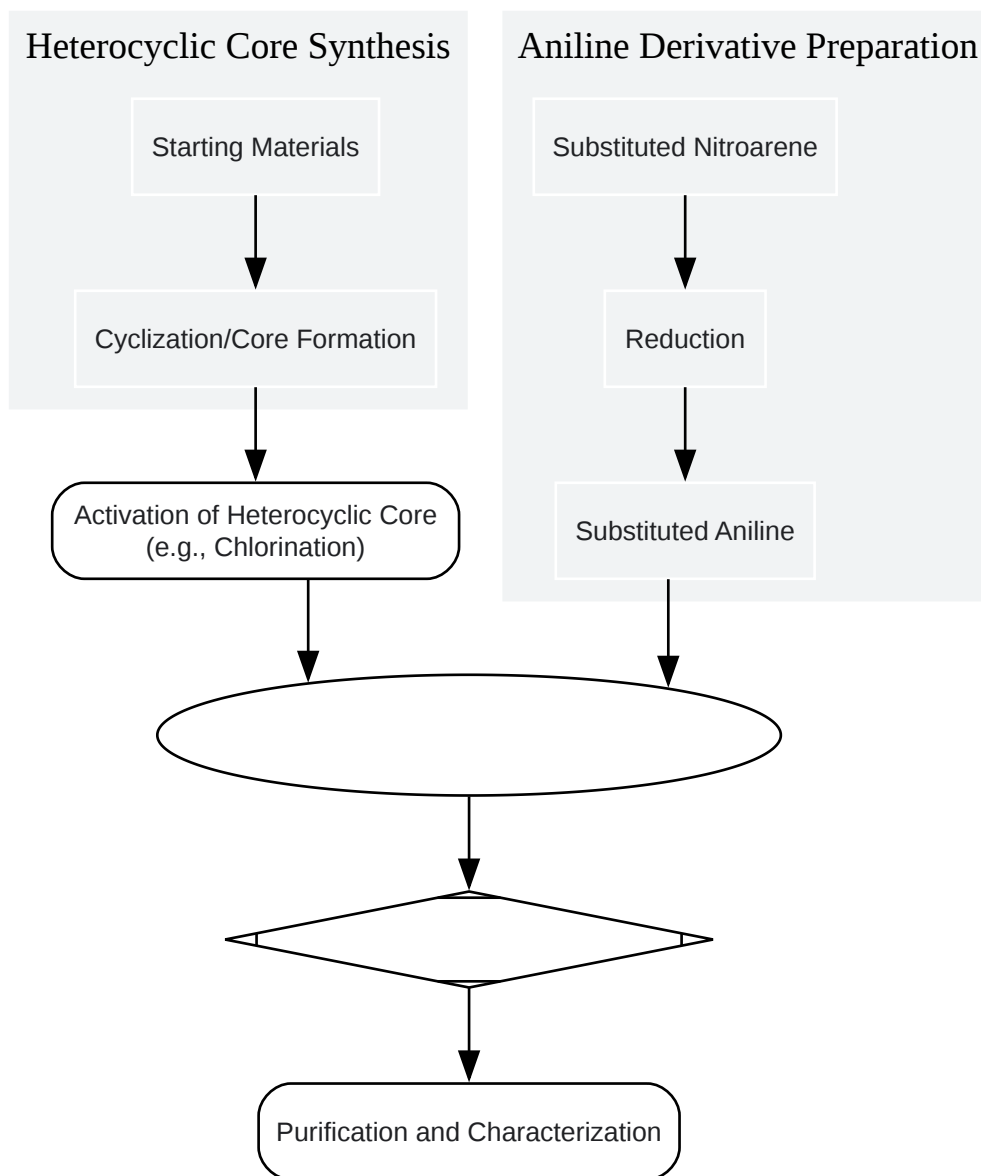 Heterocyclic Core Synthesis
Aniline Derivative Preparation
Starting Materials
Substituted Nitroarene
Cyclization/Core Formation
Reduction
Activation of Heterocyclic Core
(e.g., Chlorination)
Substituted Aniline
Purification and Characterization